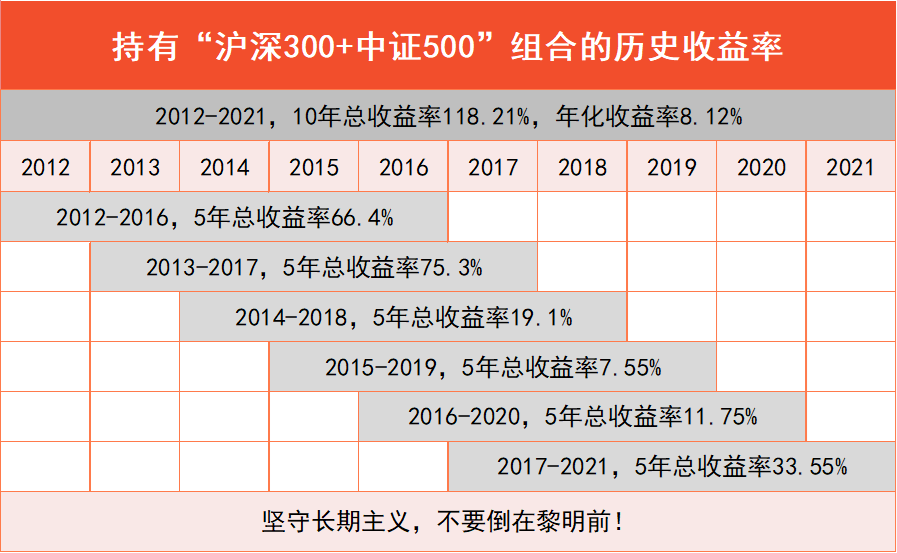 持有“沪深300+中证500”组合的历史收益率
2012-2021，10年总收益率118.21%，年化收益率8.12%
2012 2013 2014 2015 2016 2017 2018 2019 2020 2021
2012-2016，5年总收益率66.4%
2013-2017，5年总收益率75.3%
2014-2018，5年总收益率19.1%
2015-2019，5年总收益率7.55%
2016-2020，5年总收益率11.75%
2017-2021，5年总收益率33.55%
坚守长期主义，不要倒在黎明前！